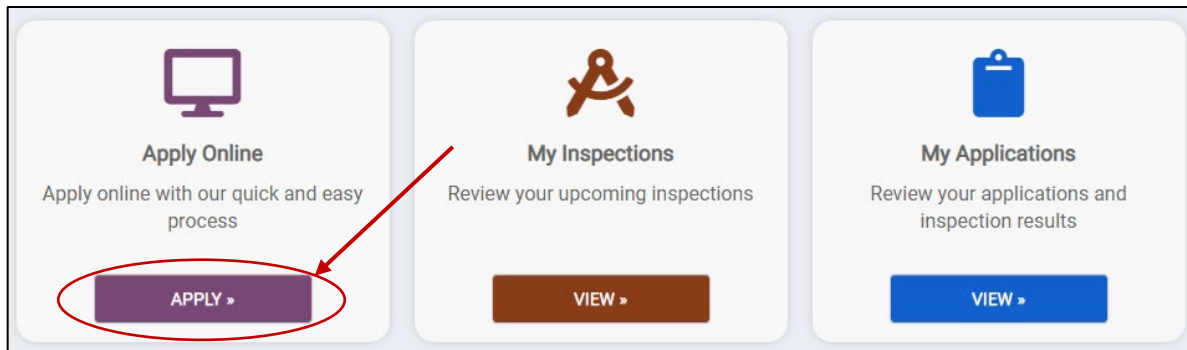 Apply Online
Apply online with our quick and easy
process
APPLY »
My Inspections
Review your upcoming inspections
VIEW »
My Applications
Review your applications and
inspection results
VIEW »